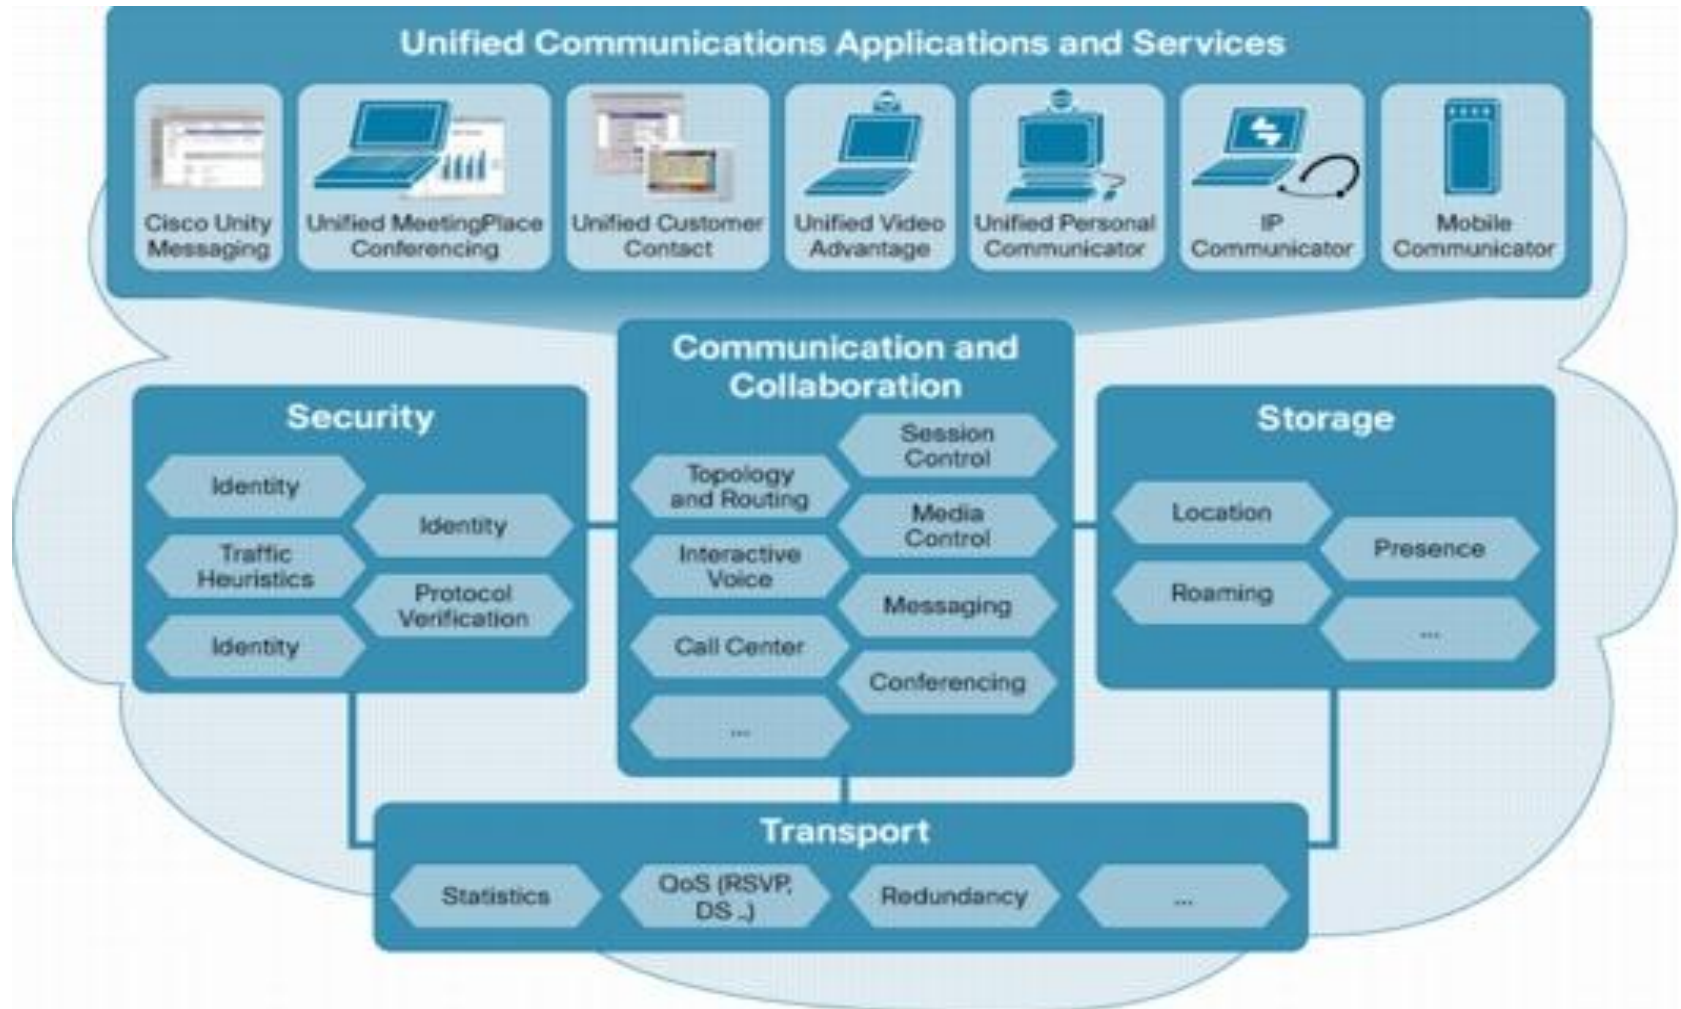 Unified Communications Applications and Services
Cisco Unity
Messaging
Unified MeetingPlace
Conferencing
Unified Customer
Contact
Unified Video
Advantage
Unified Personal
Communicator
IP
Communicator
Mobile
Communicator
Security
Identity
Identity
Traffic
Heuristics
Protocol
Verification
Identity
Communication and
Collaboration
Session
Control
Topology
and Routing
Media
Control
Interactive
Voice
Messaging
Call Center
Conferencing
...
Storage
Location
Presence
Roaming
...
Transport
Statistics
QoS (RSVP,
DS ..)
Redundancy
...